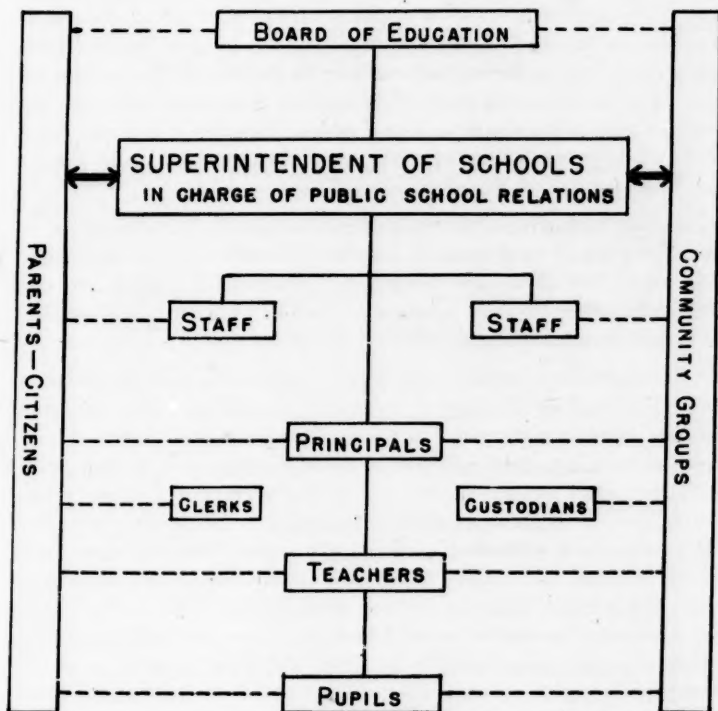 BOARD OF EDUCATION
SUPERINTENDENT OF SCHOOLS
IN CHARGE OF PUBLIC SCHOOL RELATIONS
PARENTS—CITIZENS
COMMUNITY GROUPS
STAFF
STAFF
PRINCIPALS
CLERKS
CUSTODIANS
TEACHERS
PUPILS